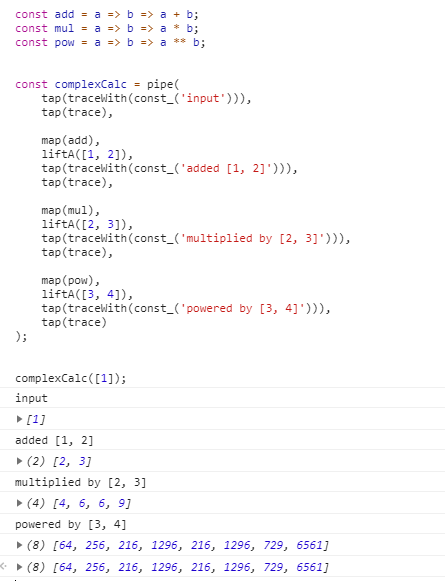 const add = a => b => a + b;
const mul = a => b => a * b;
const pow = a => b => a ** b;
const complexCalc = pipe(
    tap(traceWith(const_('input'))),
    tap(trace),
    map(add),
    liftA([1, 2]),
    tap(traceWith(const_('added [1, 2]'))),
    tap(trace),
    map(mul),
    liftA([2, 3]),
    tap(traceWith(const_('multiplied by [2, 3]'))),
    tap(trace),
    map(pow),
    liftA([3, 4]),
    tap(traceWith(const_('powered by [3, 4]'))),
    tap(trace)
);
complexCalc([1]);
input
[1]
added [1, 2]
(2) [2, 3]
multiplied by [2, 3]
(4) [4, 6, 6, 9]
powered by [3, 4]
(8) [64, 256, 216, 1296, 216, 1296, 729, 6561]
(8) [64, 256, 216, 1296, 216, 1296, 729, 6561]